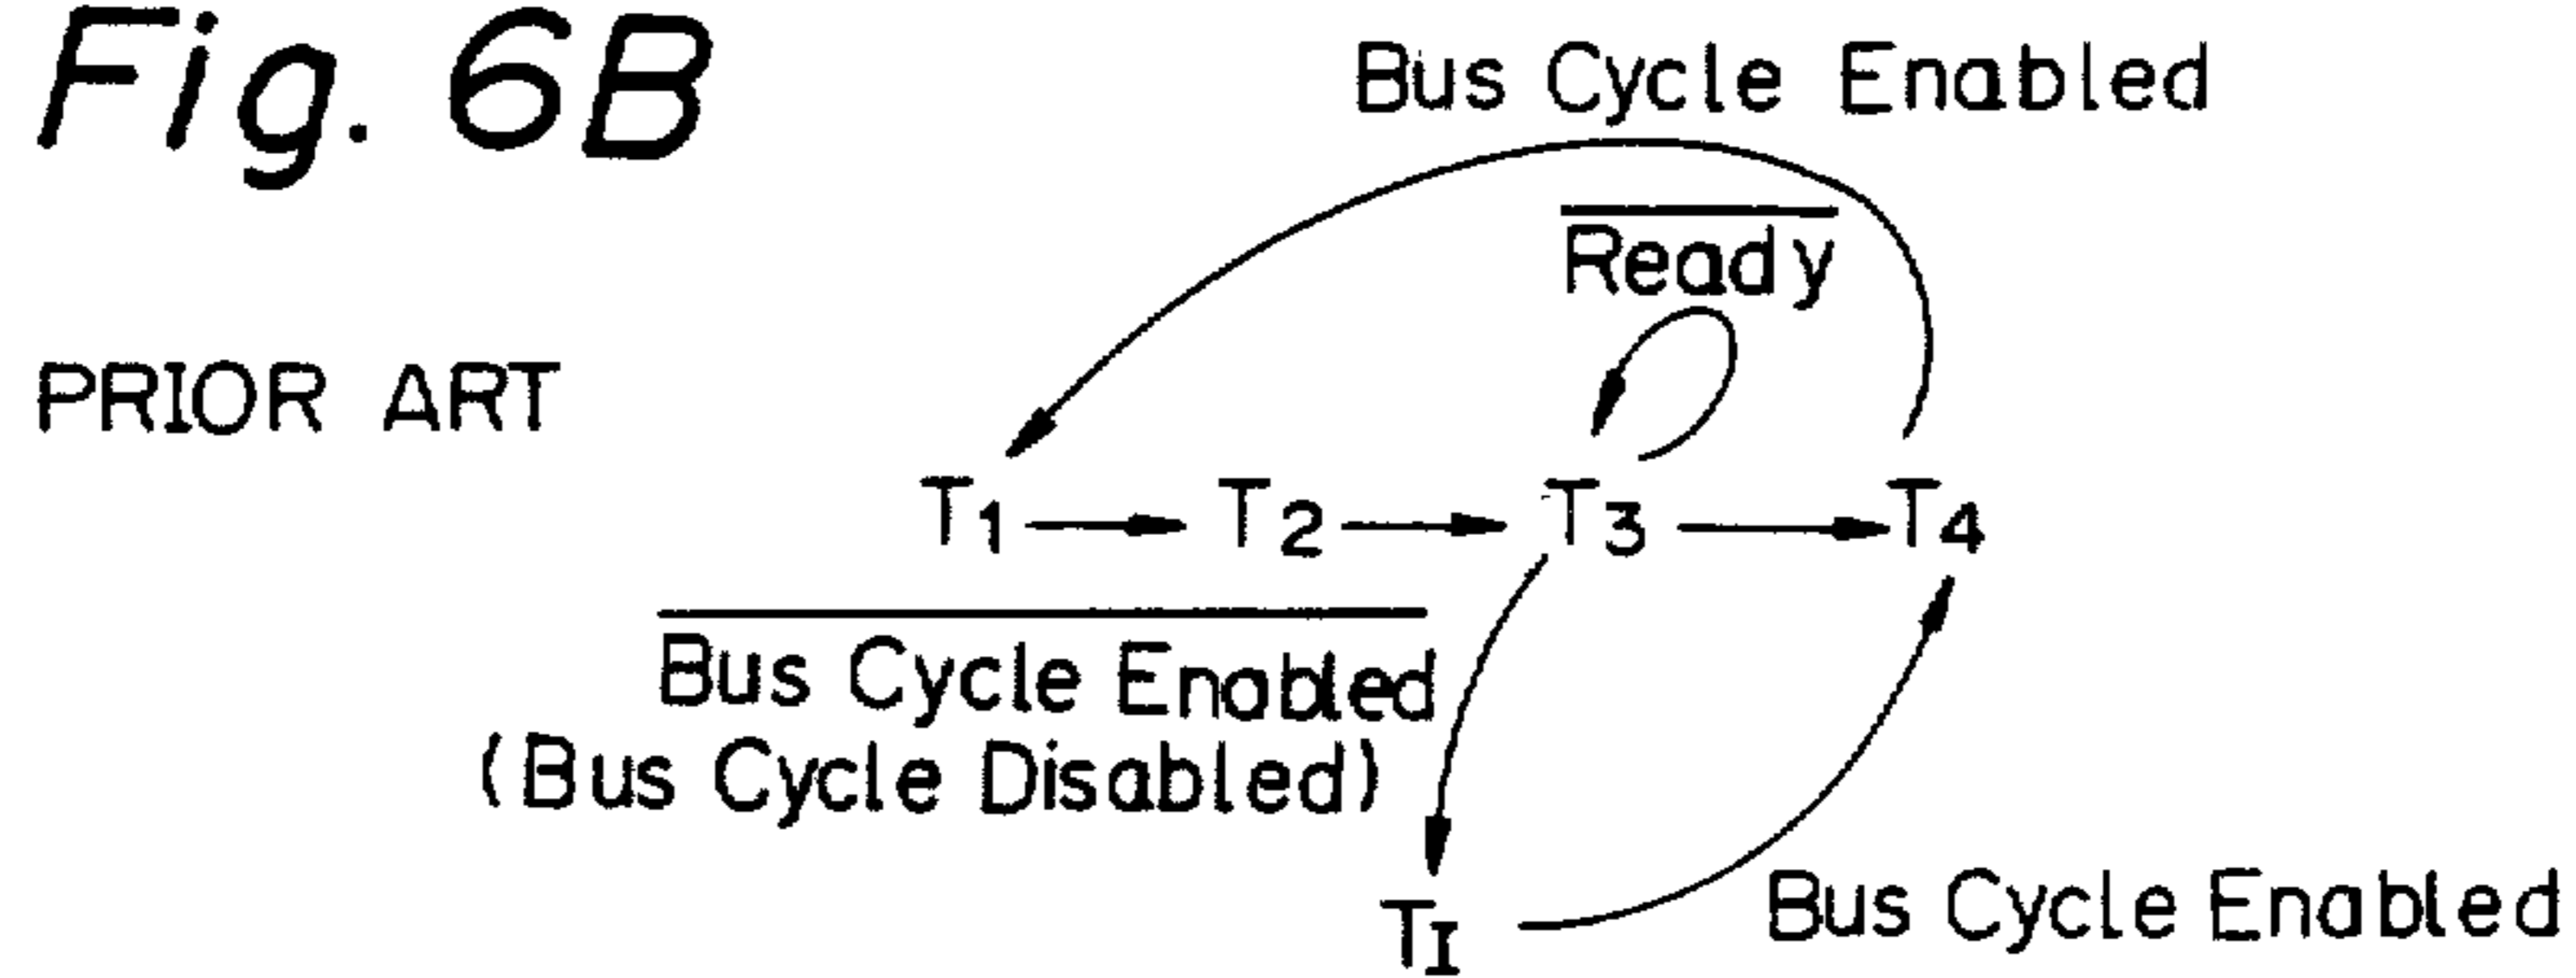 Fig. 6B
Bus Cycle Enabled
Ready
PRIOR ART
T1 T2 T3 T4
Bus Cycle Enabled
(Bus Cycle Disabled)
TI
Bus Cycle Enabled